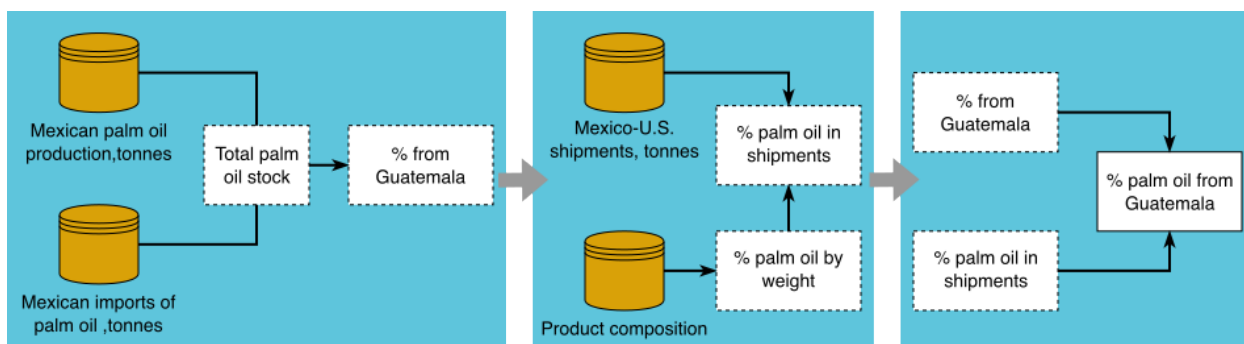 Mexican palm oil
production,tonnes
Total palm
oil stock
% from
Guatemala
Mexican imports of
palm oil ,tonnes
Mexico-U.S.
shipments, tonnes
% palm oil in
shipments
Product composition
% palm oil by
weight
% from
Guatemala
% palm oil from
Guatemala
% palm oil in
shipments